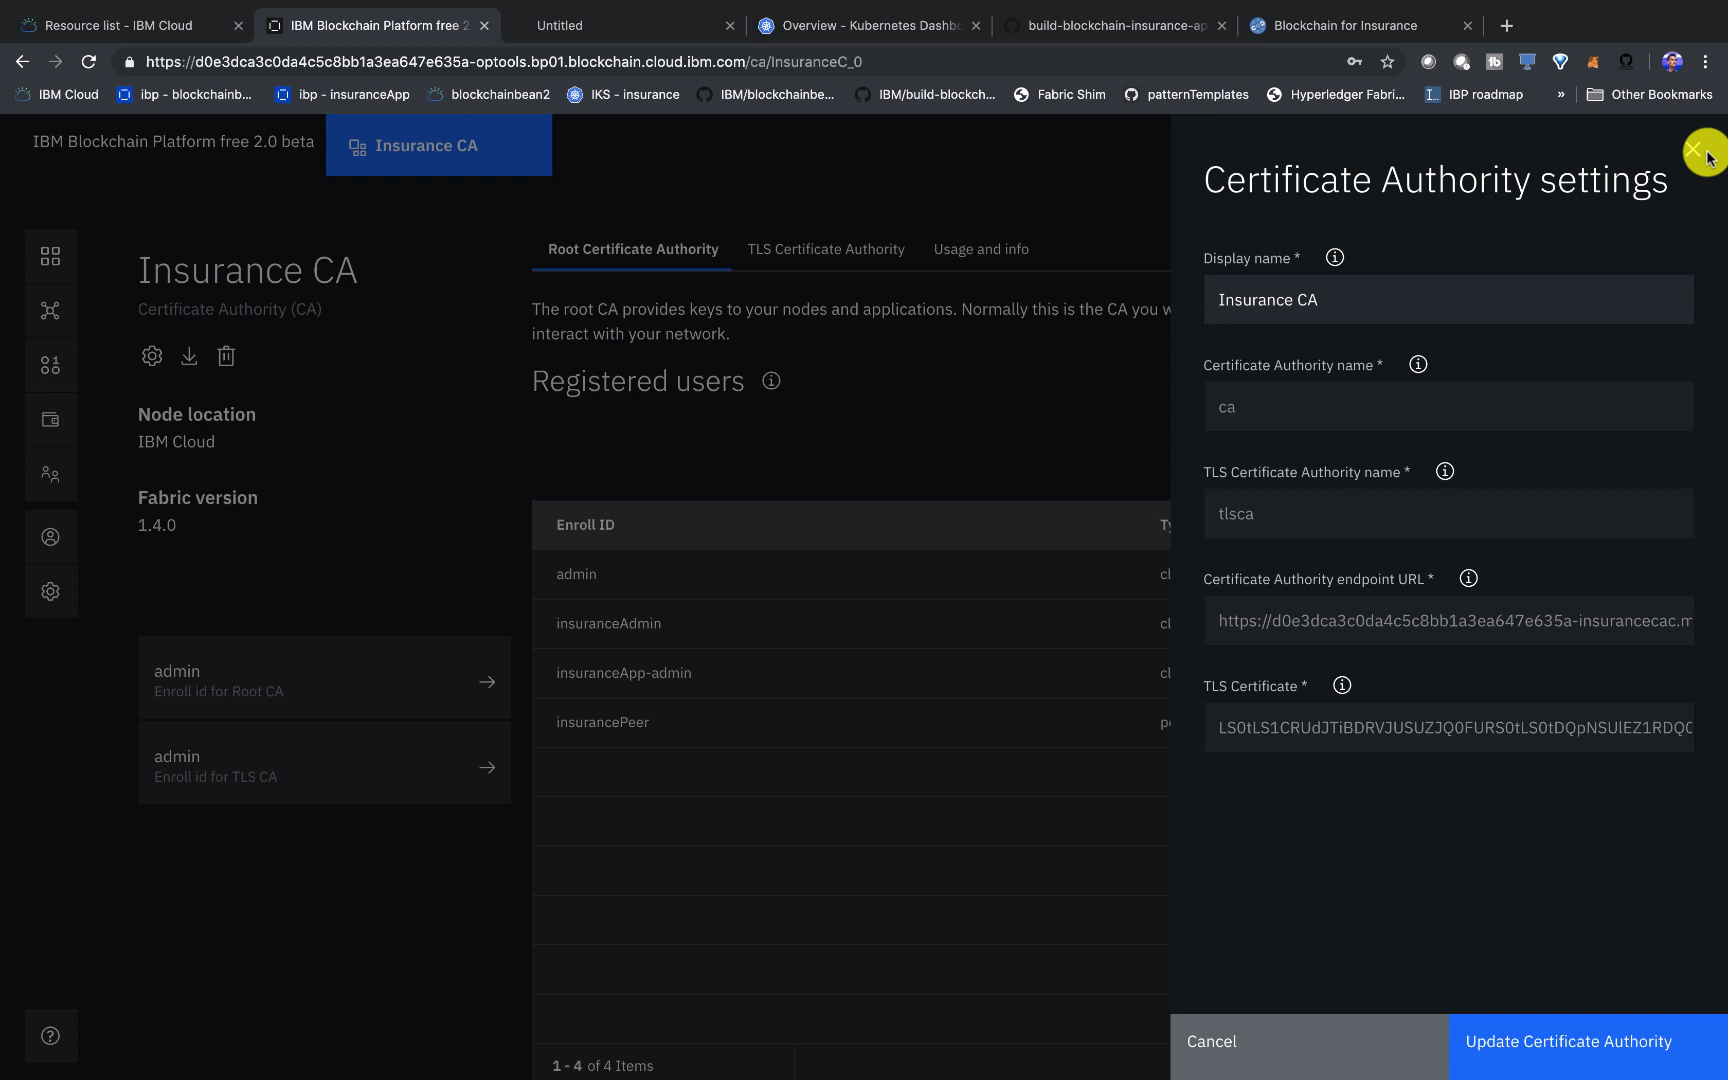 Resource list - IBM Cloud
IBM Blockchain Platform free 2
Untitled
Overview - Kubernetes Dashbo
build-blockchain-insurance-ap
Blockchain for Insurance
https://d0e3dca3c0da4c5c8bb1a3ea647e635a-optools.bp01.blockchain.cloud.ibm.com/ca/InsuranceC_0
IBM Cloud
ibp - blockchainb...
ibp - insuranceApp
blockchainbean2
IKS - insurance
IBM/blockchainbe...
IBM/build-blockch...
Fabric Shim
patternTemplates
Hyperledger Fabri...
IBP roadmap
»
Other Bookmarks
IBM Blockchain Platform free 2.0 beta
Insurance CA
Insurance CA
Certificate Authority (CA)
Node location
IBM Cloud
Fabric version
1.4.0
admin
Enroll id for Root CA
admin
Enroll id for TLS CA
Root Certificate Authority
TLS Certificate Authority
Usage and info
The root CA provides keys to your nodes and applications. Normally this is the CA you w
interact with your network.
Registered users
Enroll ID
Ty
admin
cl
insuranceAdmin
cl
insuranceApp-admin
cl
insurancePeer
pe
1 - 4 of 4 Items
Certificate Authority settings
Display name *
Insurance CA
Certificate Authority name *
ca
TLS Certificate Authority name *
tlsca
Certificate Authority endpoint URL *
https://d0e3dca3c0da4c5c8bb1a3ea647e635a-insurancecac.m
TLS Certificate *
LS0tLS1CRUdJTiBDRVJUSUZJQ0FURS0tLS0tDQpNSUlEZ1RDQ0
Cancel
Update Certificate Authority